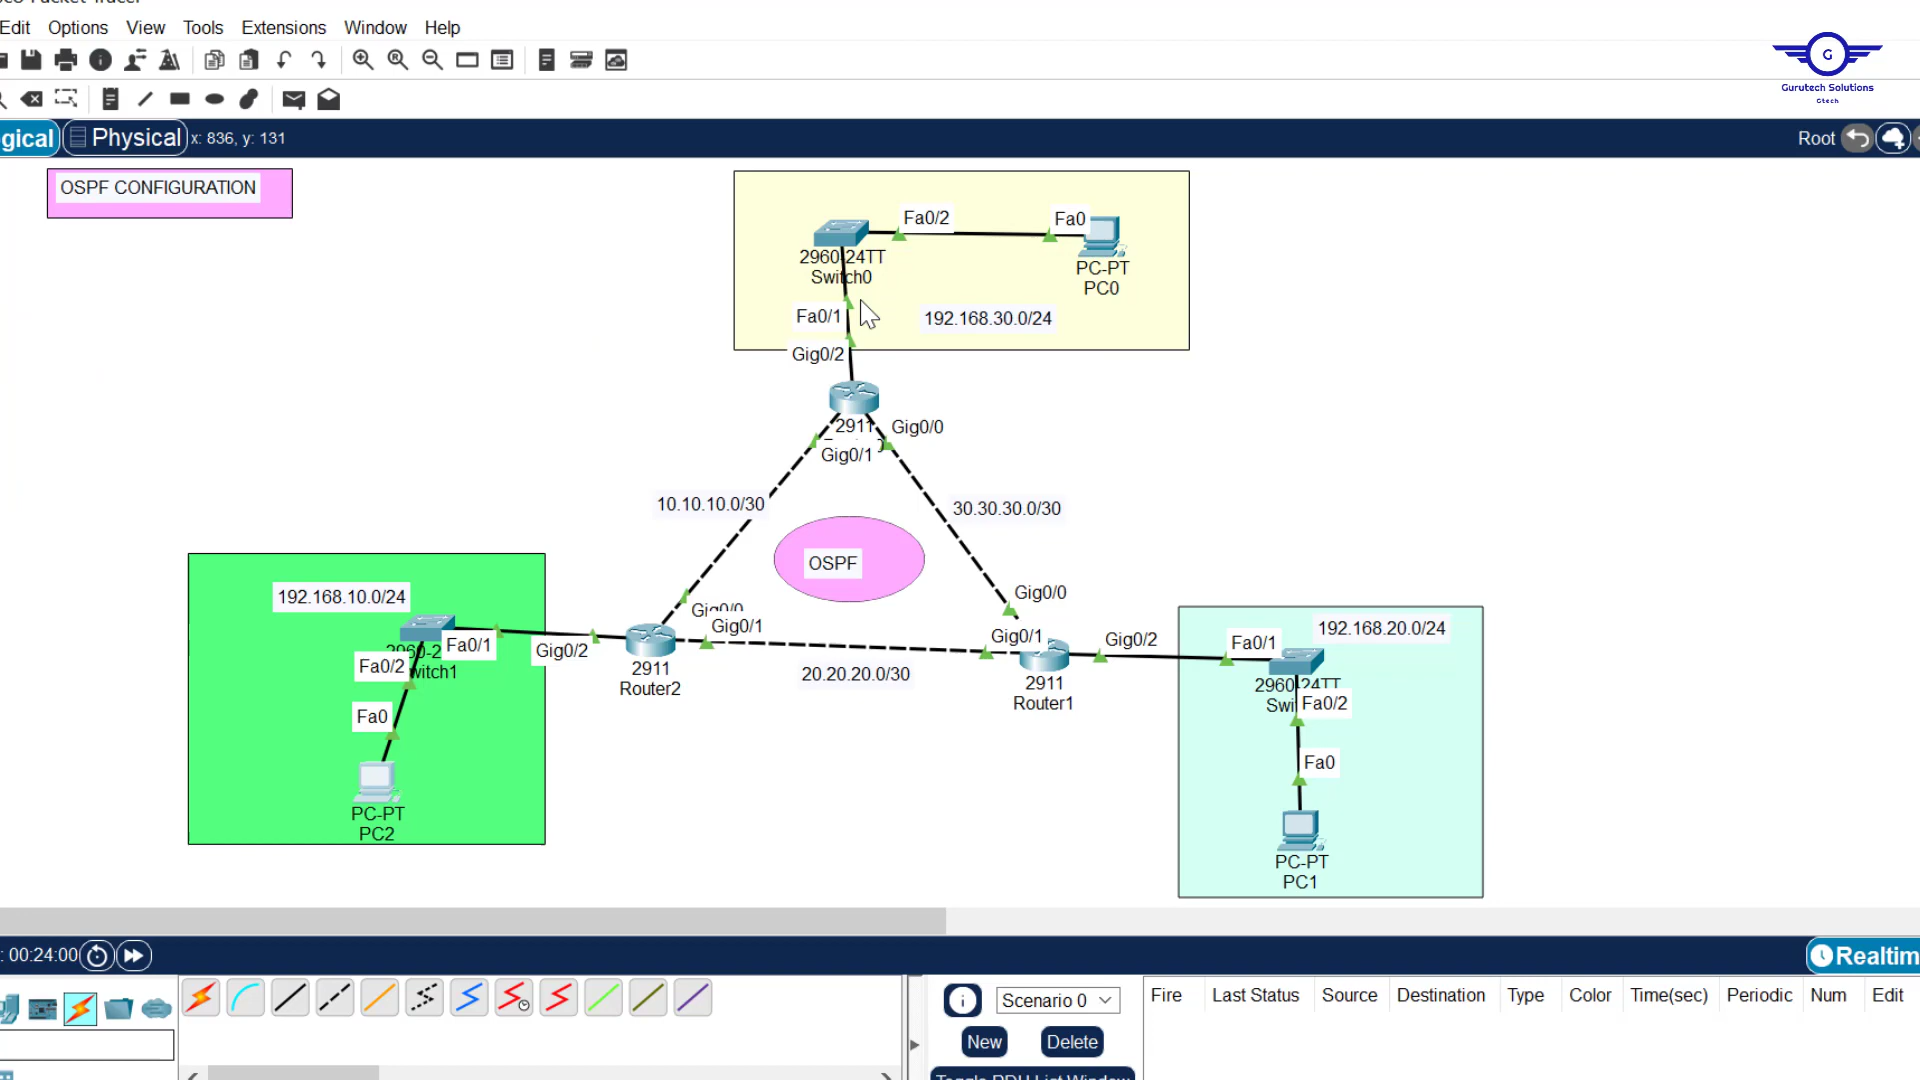 Edit Options View Tools Extensions Window Help
G
Gurutech Solutions
Gtech
Physical x: 836, y: 131
Root
OSPF CONFIGURATION
Fa0/2
Fa0
2960-24TT
Switch0
PC-PT
PC0
Fa0/1
192.168.30.0/24
Gig0/2
2911
Gig0/0
Gig0/1
10.10.10.0/30
30.30.30.0/30
OSPF
192.168.10.0/24
Gig0/0
Gig0/0
Gig0/1
Gig0/1
Gig0/2
Fa0/1
192.168.20.0/24
Fa0/1
Gig0/2
Fa0/2
2911
Router2
20.20.20.0/30
2911
Router1
2960-24TT
Fa0/2
Fa0
Fa0
PC-PT
PC2
PC-PT
PC1
: 00:24:00
Scenario 0
New Delete
Fire Last Status Source Destination Type Color Time(sec) Periodic Num Edit